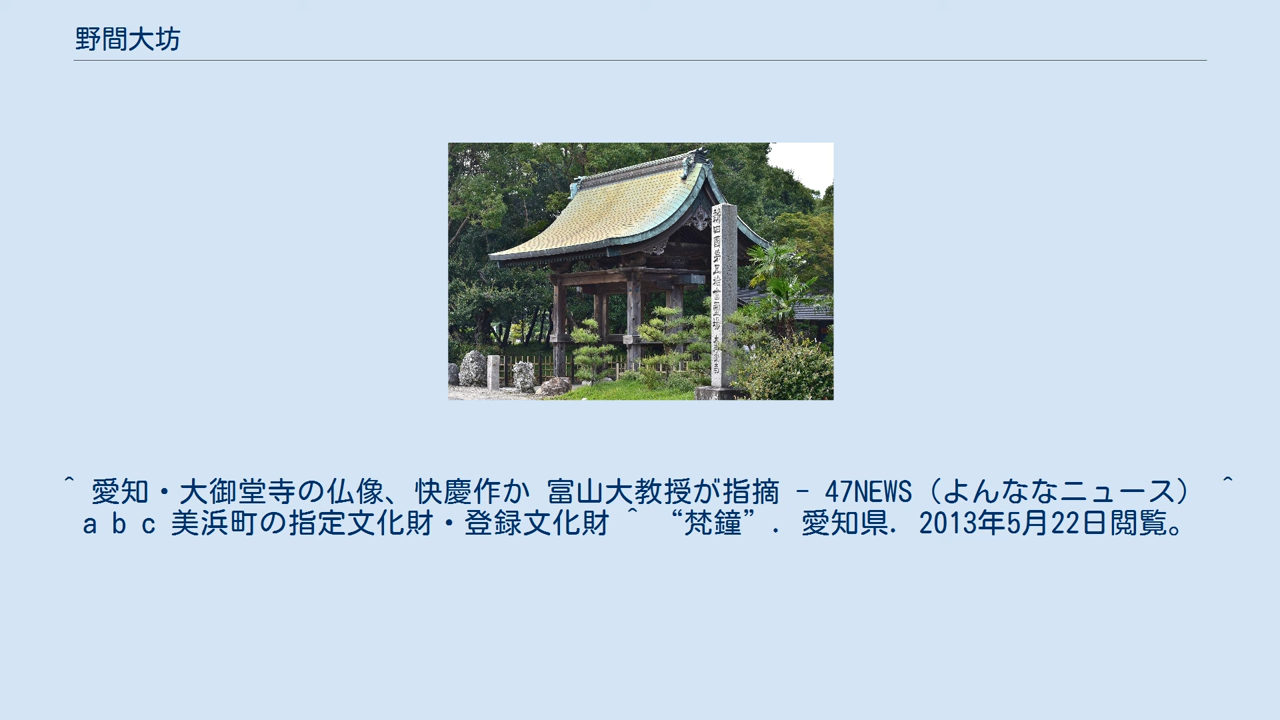 野間大坊
^ 愛知・大御堂寺の仏像、快慶作か 富山大教授が指摘 - 47NEWS（よんななニュース） ^
a b c 美浜町の指定文化財・登録文化財 ^ “梵鐘”. 愛知県. 2013年5月22日閲覧。